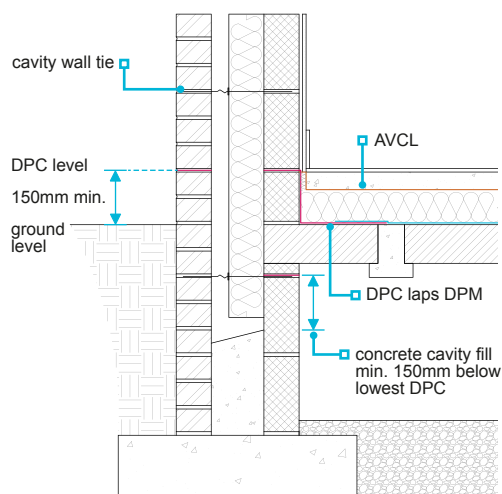 cavity wall tie
AVCL
DPC level
150mm min.
ground
level
DPC laps DPM
concrete cavity fill
min. 150mm below
lowest DPC